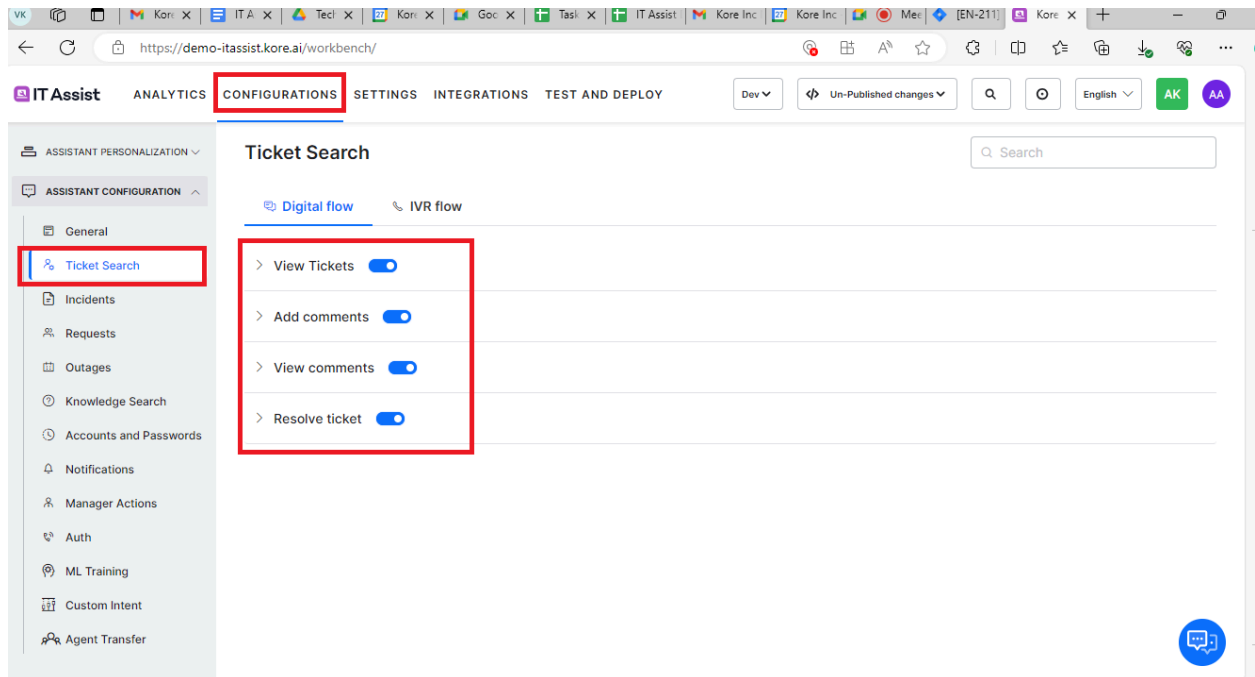 VK Kore IT A Tech 27 Kore Goo Task IT Assist Kore Inc 27 Kore Inc Mee [EN-211] Kore
https://demo-itassist.kore.ai/workbench/
IT Assist ANALYTICS CONFIGURATIONS SETTINGS INTEGRATIONS TEST AND DEPLOY Dev </> Un-Published changes English AK AA
ASSISTANT PERSONALIZATION
Ticket Search
Search
ASSISTANT CONFIGURATION
Digital flow IVR flow
General
Ticket Search
View Tickets
Incidents
Add comments
Requests
Outages
View comments
Knowledge Search
Resolve ticket
Accounts and Passwords
Notifications
Manager Actions
Auth
ML Training
Custom Intent
Agent Transfer